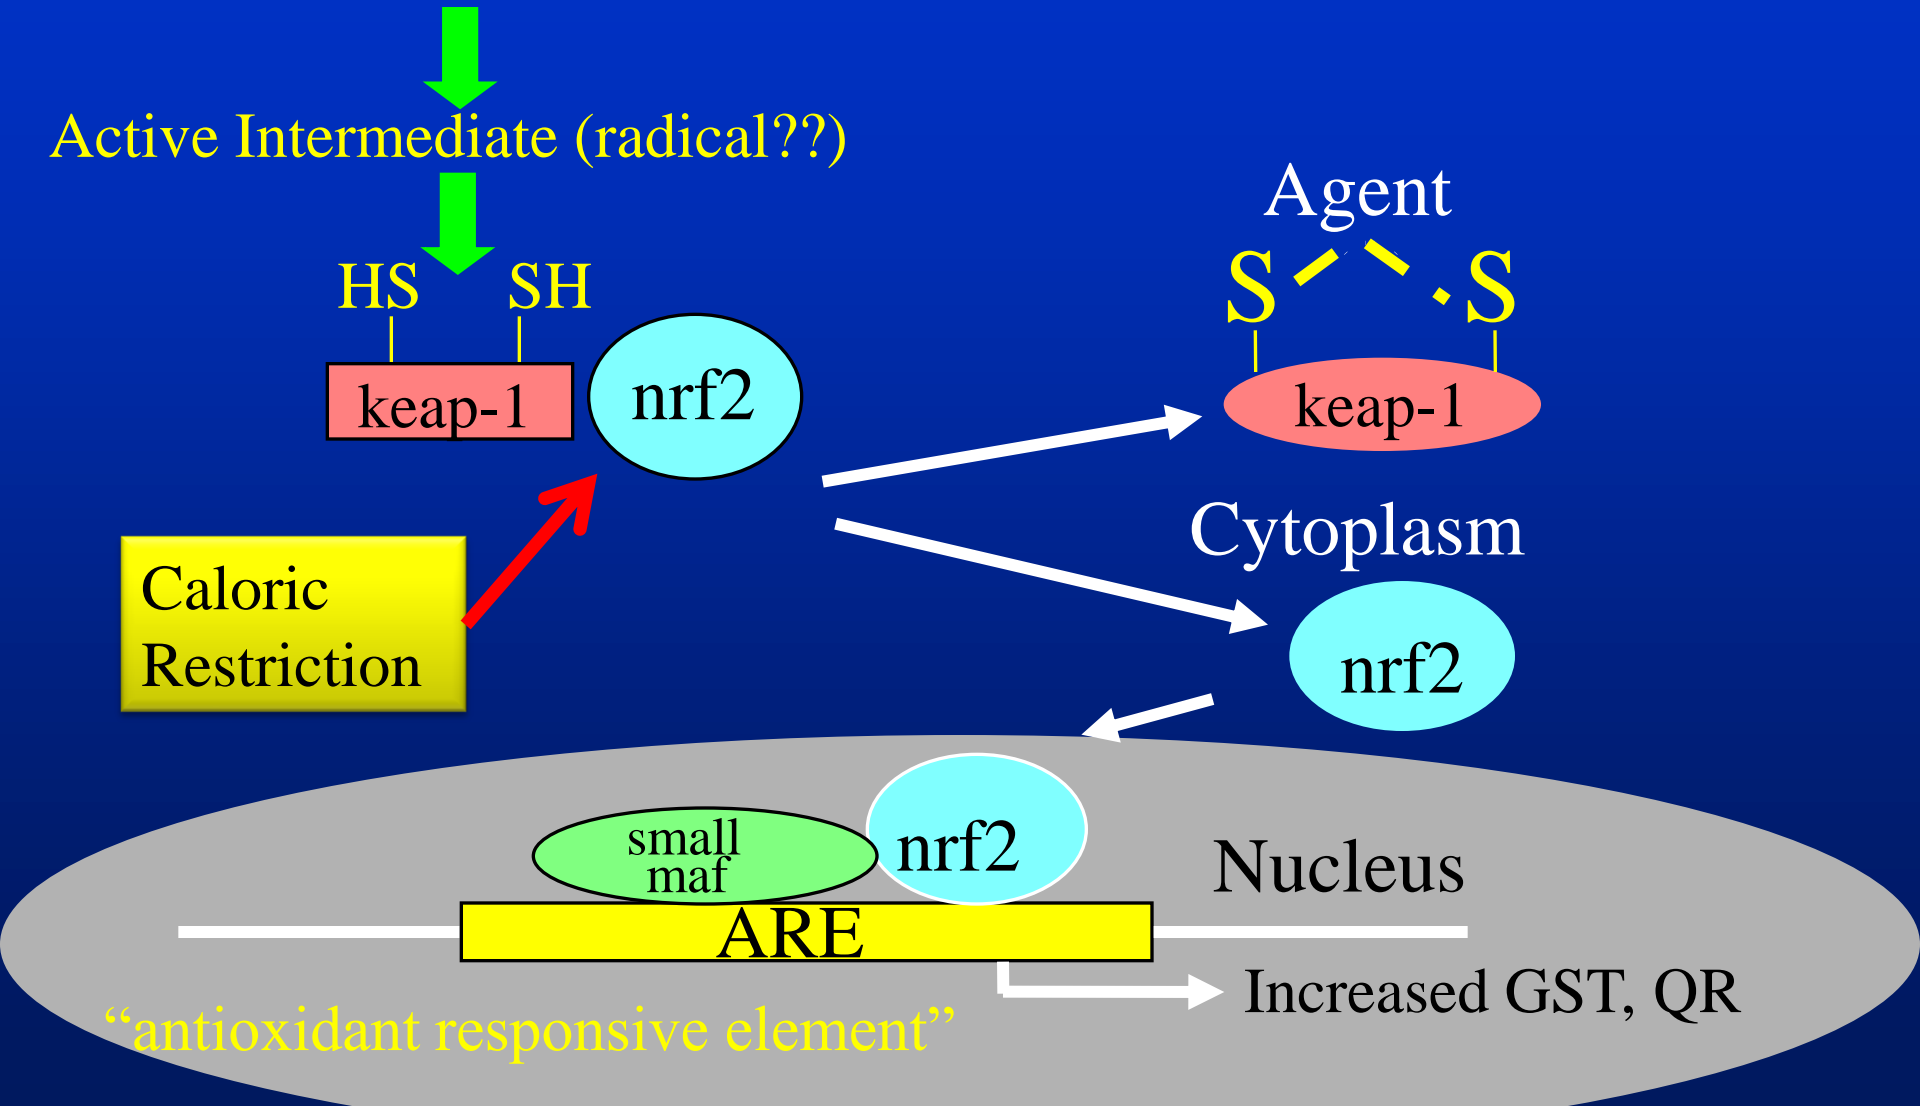 Active Intermediate (radical??)
Agent
HS SH
S S
keap-1
nrf2
keap-1
Cytoplasm
Caloric
Restriction
nrf2
small
maf
nrf2
Nucleus
ARE
Increased GST, QR
“antioxidant responsive element”